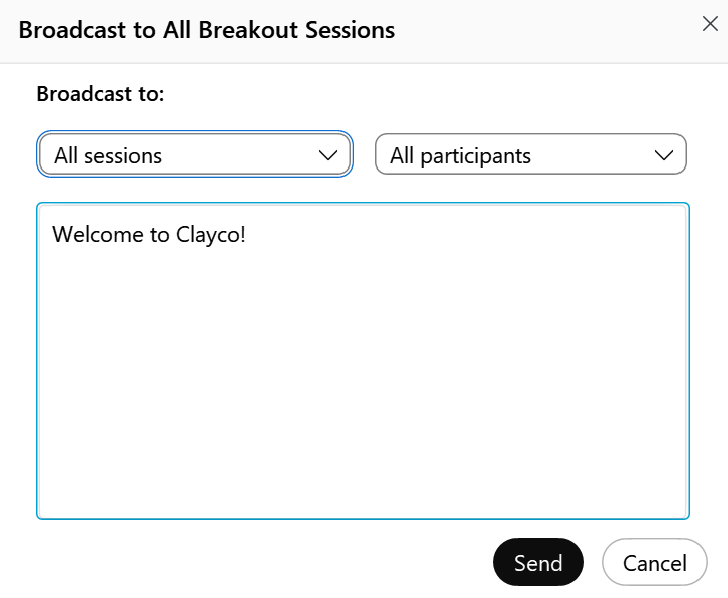 Broadcast to All Breakout Sessions
Broadcast to:
All sessions
All participants
Welcome to Clayco!
Send
Cancel